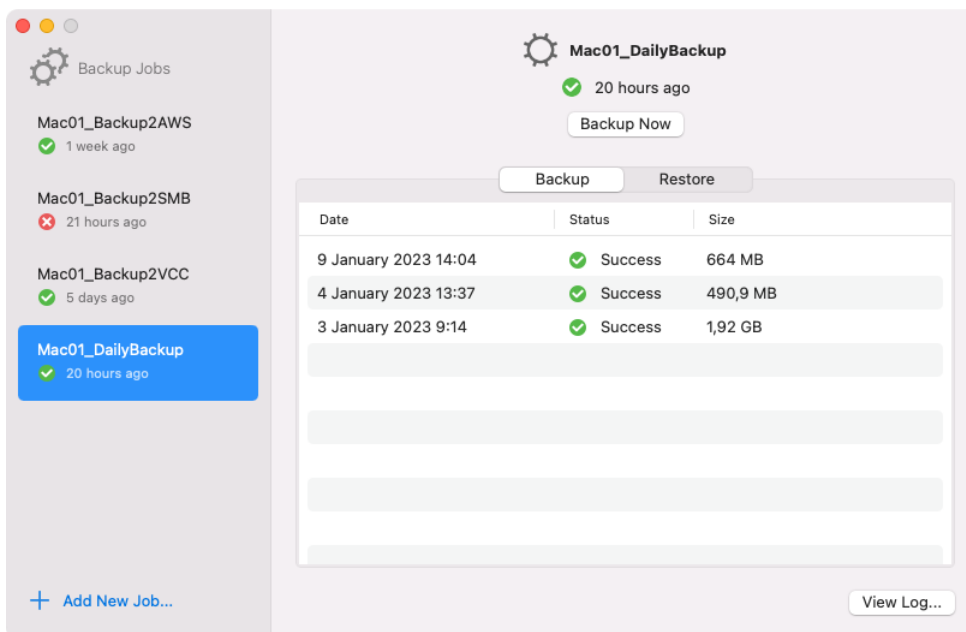 Backup Jobs
Mac01_Backup2AWS
1 week ago
Mac01_Backup2SMB
21 hours ago
Mac01_Backup2VCC
5 days ago
Mac01_DailyBackup
20 hours ago
Add New Job...
Mac01_DailyBackup
20 hours ago
Backup Now
Backup Restore
Date Status Size
9 January 2023 14:04 Success 664 MB
4 January 2023 13:37 Success 490,9 MB
3 January 2023 9:14 Success 1,92 GB
View Log...